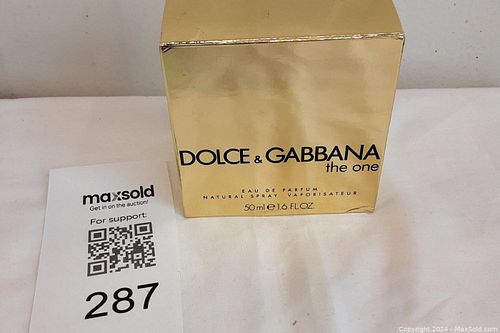 DOLCE & GABBANA
the one
EAU DE PARFUM
NATURAL SPRAY VAPORISATEUR
50 ml ℮ 1.6 FL.OZ.
maxsold
Get in on the auction!
For support:
287
Copyright 2024 - MaxSold.com